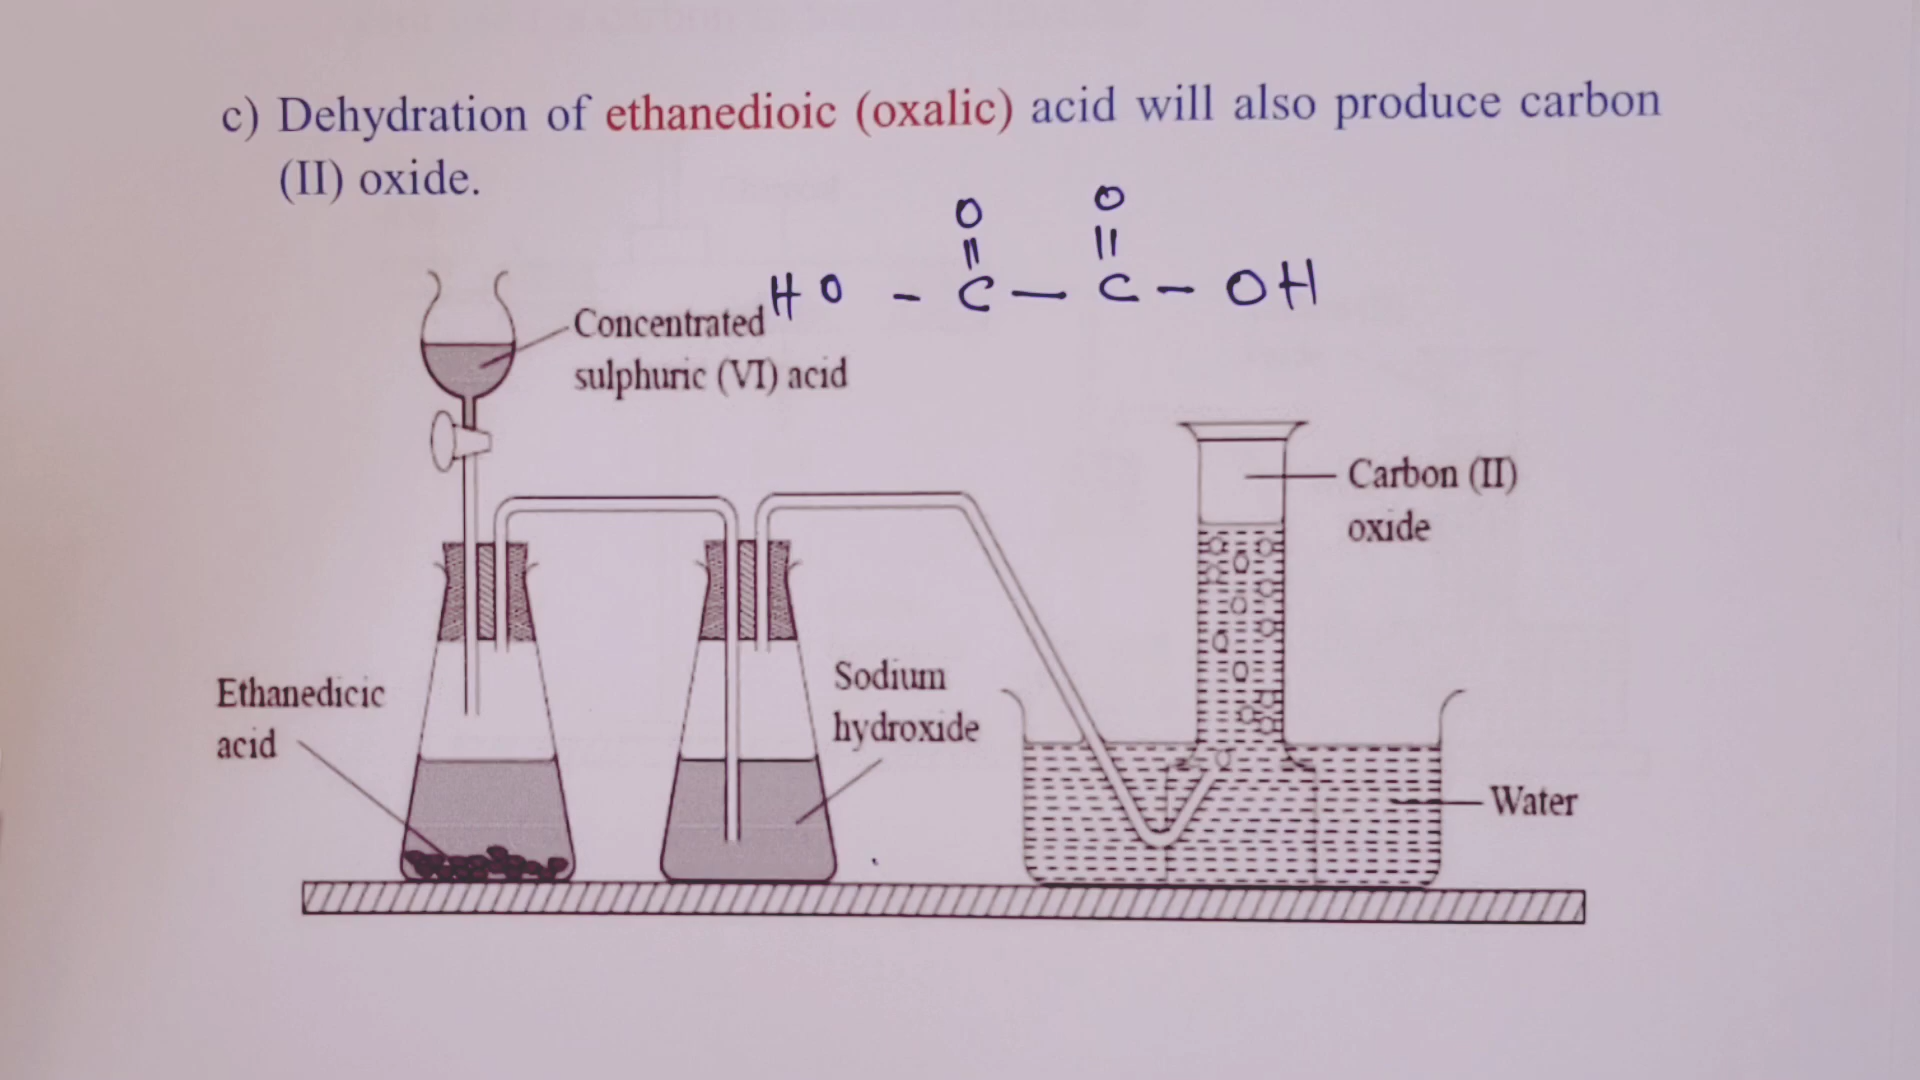 c) Dehydration of ethanedioic (oxalic) acid will also produce carbon
(II) oxide.
O O
|| ||
HO - C - C - OH
Concentrated
sulphuric (VI) acid
Carbon (II)
oxide
Ethanedicic
acid
Sodium
hydroxide
Water